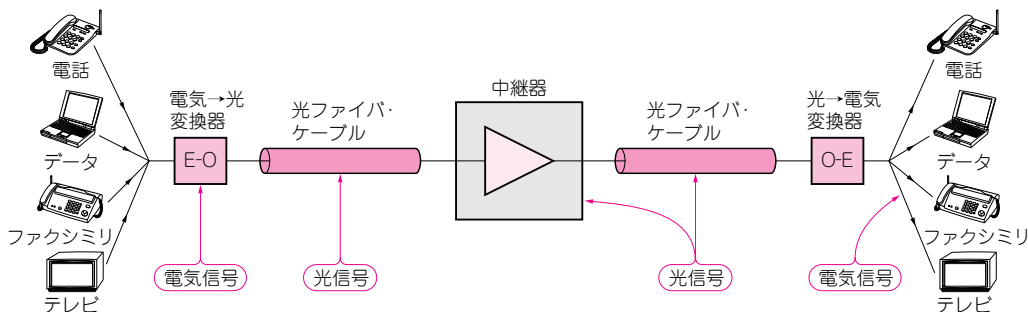 電話
データ
ファクシミリ
テレビ
電気→光
変換器
E-O
電気信号
光ファイバ・
ケーブル
光信号
中継器
光ファイバ・
ケーブル
光信号
光→電気
変換器
O-E
電気信号
電話
データ
ファクシミリ
テレビ